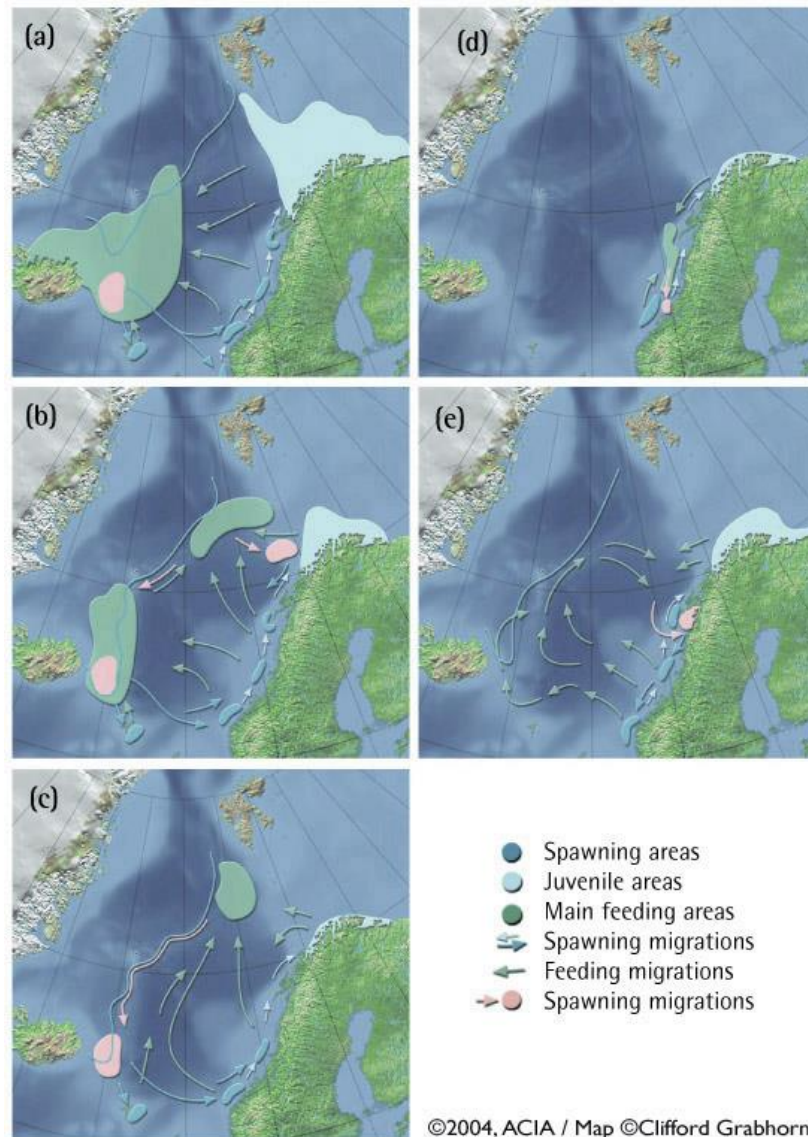 (a)
(d)
(b)
(e)
(c)
Spawning areas
Juvenile areas
Main feeding areas
Spawning migrations
Feeding migrations
Spawning migrations
©2004, ACIA / Map ©Clifford Grabhorn